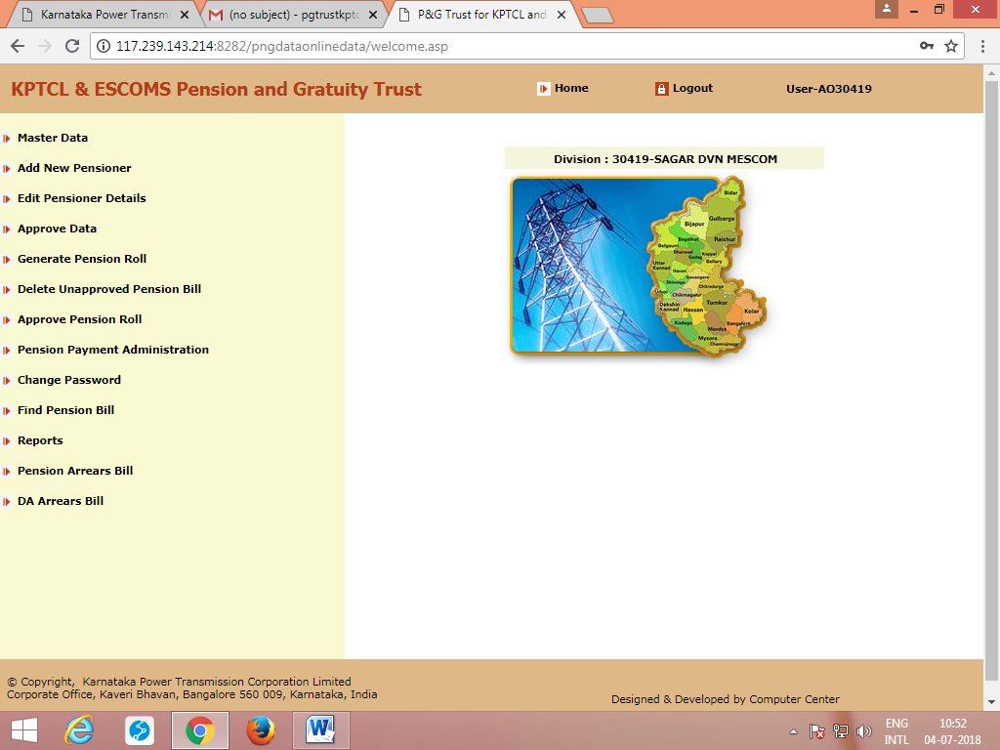 Karnataka Power Transmi
(no subject) - pgtrustkptc
P&G Trust for KPTCL and
117.239.143.214:8282/pngdataonlinedata/welcome.asp
KPTCL & ESCOMS Pension and Gratuity Trust
Home
Logout
User-AO30419
Master Data
Add New Pensioner
Edit Pensioner Details
Approve Data
Generate Pension Roll
Delete Unapproved Pension Bill
Approve Pension Roll
Pension Payment Administration
Change Password
Find Pension Bill
Reports
Pension Arrears Bill
DA Arrears Bill
Division : 30419-SAGAR DVN MESCOM
Bidar
Gulbarga
Bijapur
Bagalkot
Raichur
Belgaum
Dharwad
Koppal
Gadag
Bellary
Uttar
Kannad
Haveri
Davangere
Shimoga
Chitradurga
Udupi
Chikmagalur
Tumkur
Dakshin
Kannad
Hassan
Kolar
Bangalore
Kodagu
Mandya
Mysore
Chamrajnagar
© Copyright, Karnataka Power Transmission Corporation Limited
Corporate Office, Kaveri Bhavan, Bangalore 560 009, Karnataka, India
Designed & Developed by Computer Center
ENG
INTL
10:52
04-07-2018